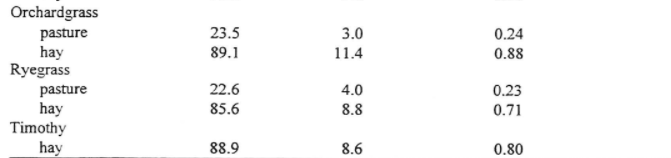 Orchardgrass
pasture 23.5 3.0 0.24
hay 89.1 11.4 0.88
Ryegrass
pasture 22.6 4.0 0.23
hay 85.6 8.8 0.71
Timothy
hay 88.9 8.6 0.80